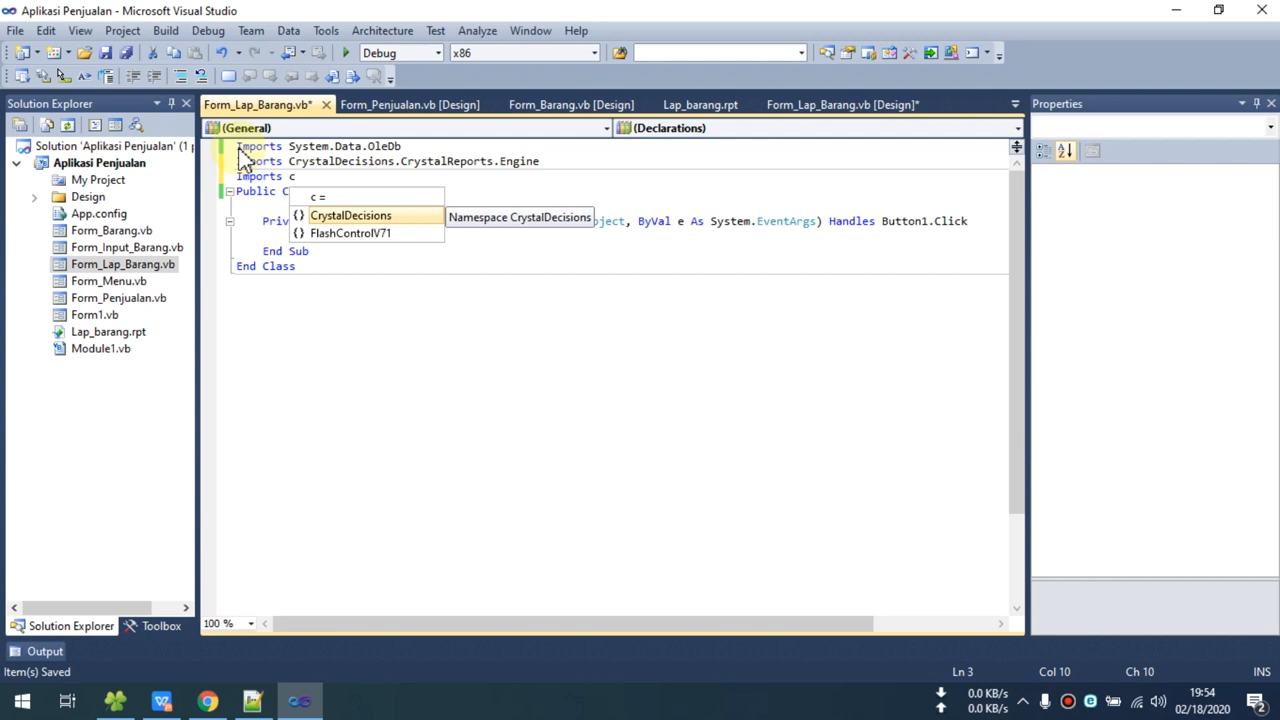 Aplikasi Penjualan - Microsoft Visual Studio
File Edit View Project Build Debug Team Data Tools Architecture Test Analyze Window Help
Debug x86
Solution Explorer
Form_Lap_Barang.vb* Form_Penjualan.vb [Design] Form_Barang.vb [Design] Lap_barang.rpt Form_Lap_Barang.vb [Design]*
Properties
(General) (Declarations)
Solution 'Aplikasi Penjualan' (1 p
Aplikasi Penjualan
My Project
Design
App.config
Form_Barang.vb
Form_Input_Barang.vb
Form_Lap_Barang.vb
Form_Menu.vb
Form_Penjualan.vb
Form1.vb
Lap_barang.rpt
Module1.vb
Imports System.Data.OleDb
Imports CrystalDecisions.CrystalReports.Engine
Imports c
Public C
c =
CrystalDecisions
Namespace CrystalDecisions
FlashControlV71
Priv bject, ByVal e As System.EventArgs) Handles Button1.Click
End Sub
End Class
100 %
Solution Explorer Toolbox
Output
Item(s) Saved Ln 3 Col 10 Ch 10 INS
0.0 KB/s
0.0 KB/s
19:54
02/18/2020
2